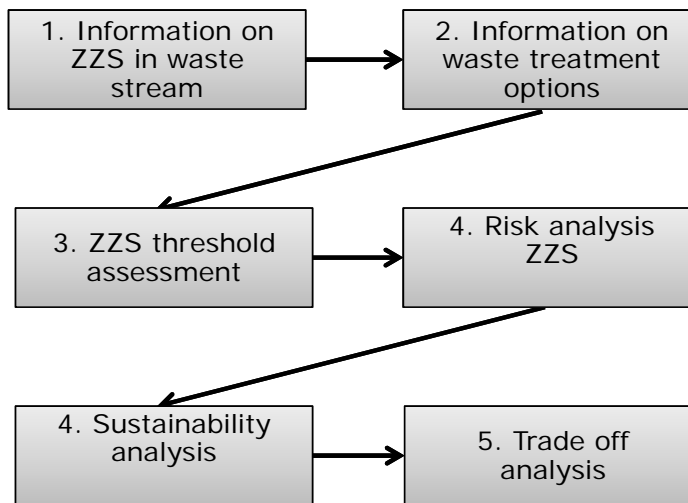 1. Information on
ZZS in waste
stream
2. Information on
waste treatment
options
3. ZZS threshold
assessment
4. Risk analysis
ZZS
4. Sustainability
analysis
5. Trade off
analysis